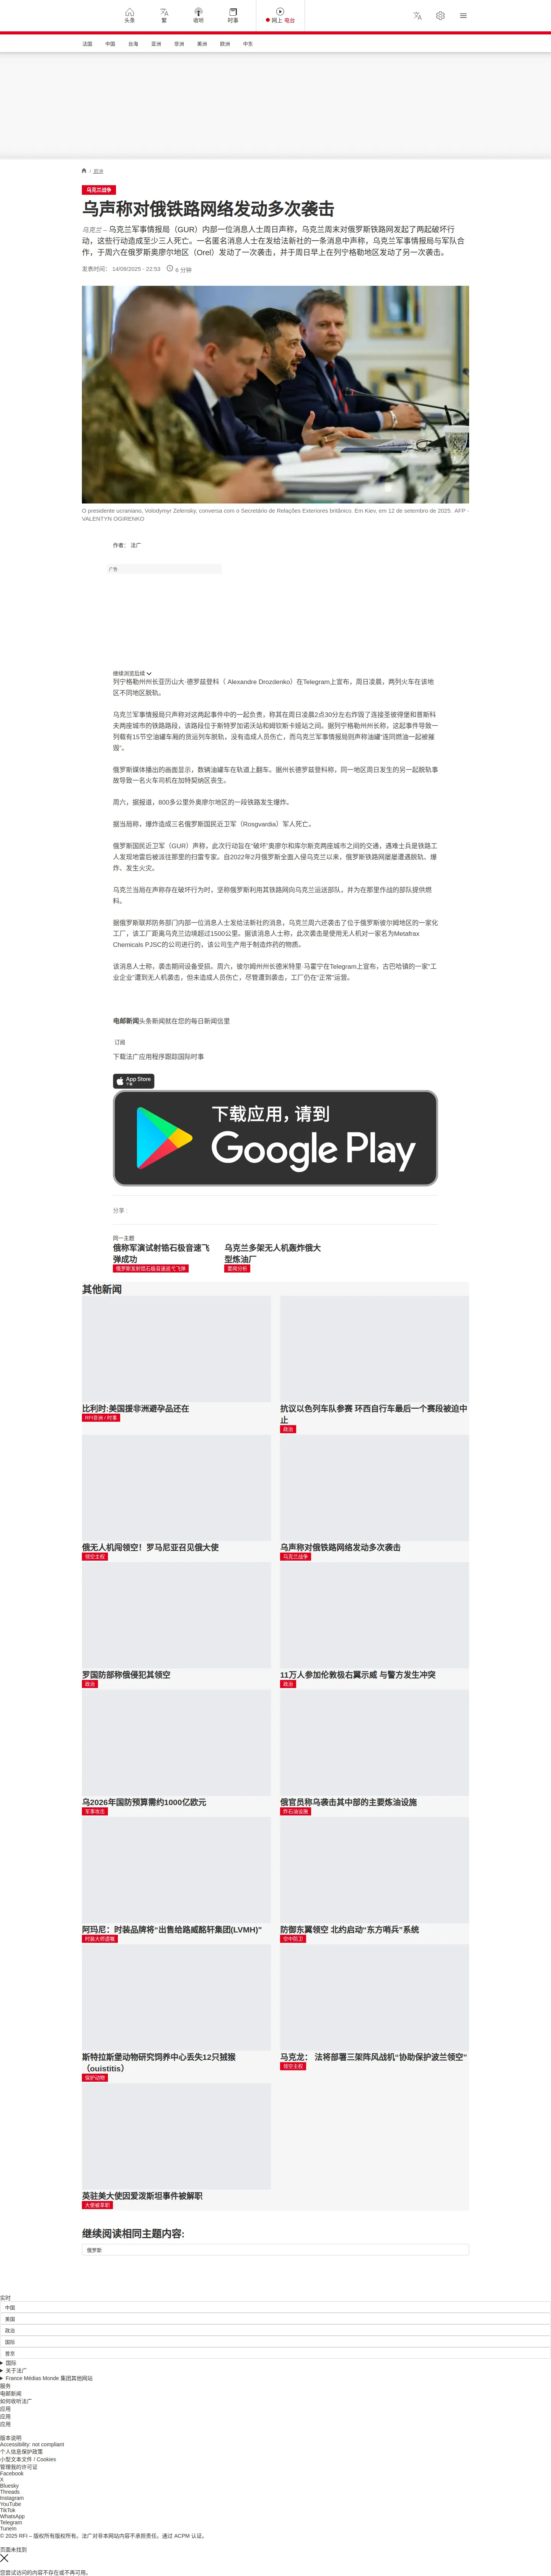 头条
繁
收听
时事
网上 电台
法国
中国
台海
亚洲
非洲
美洲
欧洲
中东
/ 政治
乌克兰战争
乌声称对俄铁路网络发动多次袭击
乌克兰 – 乌克兰军事情报局（GUR）内部一位消息人士周日声称，乌克兰周末对俄罗斯铁路网发起了两起破坏行
动，这些行动造成至少三人死亡。一名匿名消息人士在发给法新社的一条消息中声称，乌克兰军事情报局与军队合
作，于周六在俄罗斯奥廖尔地区（Orel）发动了一次袭击，并于周日早上在列宁格勒地区发动了另一次袭击。
发表时间： 14/09/2025 - 22:53
6 分钟
O presidente ucraniano, Volodymyr Zelensky, conversa com o Secretário de Relações Exteriores britânico. Em Kiev, em 12 de setembro de 2025. AFP -
VALENTYN OGIRENKO
作者： 法广
广告
继续浏览后续
列宁格勒州州长亚历山大·德罗兹登科（ Alexandre Drozdenko）在Telegram上宣布，周日凌晨，两列火车在该地
区不同地区脱轨。
乌克兰军事情报局只声称对这两起事件中的一起负责，称其在周日凌晨2点30分左右炸毁了连接圣彼得堡和普斯科
夫两座城市的铁路路段，该路段位于斯特罗加诺沃站和姆钦斯卡娅站之间。据列宁格勒州州长称，这起事件导致一
列载有15节空油罐车厢的货运列车脱轨，没有造成人员伤亡，而乌克兰军事情报局则声称油罐“连同燃油一起被摧
毁”。
俄罗斯媒体播出的画面显示，数辆油罐车在轨道上翻车。据州长德罗兹登科称，同一地区周日发生的另一起脱轨事
故导致一名火车司机在加特契纳区丧生。
周六，据报道，800多公里外奥廖尔地区的一段铁路发生爆炸。
据当局称，爆炸造成三名俄罗斯国民近卫军（Rosgvardia）军人死亡。
俄罗斯国民近卫军（GUR）声称，此次行动旨在“破坏”奥廖尔和库尔斯克两座城市之间的交通，遇难士兵是铁路工
人发现地雷后被派往那里的扫雷专家。自2022年2月俄罗斯全面入侵乌克兰以来，俄罗斯铁路网屡屡遭遇脱轨、爆
炸、发生火灾。
乌克兰当局在声称存在破坏行为时，坚称俄罗斯利用其铁路网向乌克兰运送部队，并为在那里作战的部队提供燃
料。
据俄罗斯联邦防务部门内部一位消息人士发给法新社的消息，乌克兰周六还袭击了位于俄罗斯彼尔姆地区的一家化
工厂，该工厂距离乌克兰边境超过1500公里。据该消息人士称，此次袭击是使用无人机对一家名为Metafrax
Chemicals PJSC的公司进行的，该公司生产用于制造炸药的物质。
该消息人士称，袭击期间设备受损。周六，彼尔姆州州长德米特里·马霍宁在Telegram上宣布，古巴哈镇的一家“工
业企业”遭到无人机袭击，但未造成人员伤亡，尽管遭到袭击，工厂仍在“正常”运营。
电邮新闻头条新闻就在您的每日新闻信里
订阅
下载法广应用程序跟踪国际时事
App Store
下载
下载应用，请到
Google Play
分享 :
同一主题
俄称军演试射锆石极音速飞
弹成功
俄罗斯发射锆石极音速巡弋飞弹
乌克兰多架无人机轰炸俄大
型炼油厂
要闻分析
其他新闻
比利时:美国援非洲避孕品还在
RFI非洲 / 时事
抗议以色列车队参赛 环西自行车最后一个赛段被迫中
止
政治
俄无人机闯领空！罗马尼亚召见俄大使
领空主权
乌声称对俄铁路网络发动多次袭击
乌克兰战争
罗国防部称俄侵犯其领空
政治
11万人参加伦敦极右翼示威 与警方发生冲突
政治
乌2026年国防预算需约1000亿欧元
军事攻击
俄官员称乌袭击其中部的主要炼油设施
炸石油设施
阿玛尼：时装品牌将“出售给路威酩轩集团(LVMH)”
时装大师遗嘱
防御东翼领空 北约启动“东方哨兵”系统
空中防卫
斯特拉斯堡动物研究饲养中心丢失12只狨猴
（ouistitis）
保护动物
马克龙： 法将部署三架阵风战机“协助保护波兰领空”
领空主权
英驻美大使因爱泼斯坦事件被解职
大使被革职
继续阅读相同主题内容:
俄罗斯
实时
中国
美国
政治
国际
普京
国际
关于法广
France Médias Monde 集团其他网站
服务
电邮新闻
如何收听法广
应用
应用
应用
版本说明
Accessibility: not compliant
个人信息保护政策
小型文本文件 / Cookies
管理我的许可证
Facebook
X
Bluesky
Threads
Instagram
YouTube
TikTok
WhatsApp
Telegram
TuneIn
© 2025 RFI – 版权所有版权所有。法广对非本网站内容不承担责任。通过 ACPM 认证。
页面未找到
您尝试访问的内容不存在或不再可用。